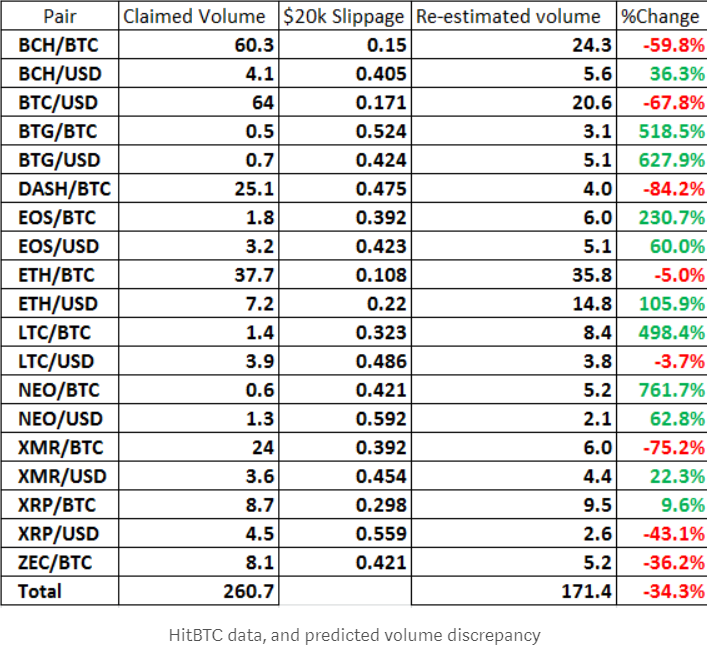 Pair Claimed Volume $20k Slippage Re-estimated volume %Change
BCH/BTC 60.3 0.15 24.3 -59.8%
BCH/USD 4.1 0.405 5.6 36.3%
BTC/USD 64 0.171 20.6 -67.8%
BTG/BTC 0.5 0.524 3.1 518.5%
BTG/USD 0.7 0.424 5.1 627.9%
DASH/BTC 25.1 0.475 4.0 -84.2%
EOS/BTC 1.8 0.392 6.0 230.7%
EOS/USD 3.2 0.423 5.1 60.0%
ETH/BTC 37.7 0.108 35.8 -5.0%
ETH/USD 7.2 0.22 14.8 105.9%
LTC/BTC 1.4 0.323 8.4 498.4%
LTC/USD 3.9 0.486 3.8 -3.7%
NEO/BTC 0.6 0.421 5.2 761.7%
NEO/USD 1.3 0.592 2.1 62.8%
XMR/BTC 24 0.392 6.0 -75.2%
XMR/USD 3.6 0.454 4.4 22.3%
XRP/BTC 8.7 0.298 9.5 9.6%
XRP/USD 4.5 0.559 2.6 -43.1%
ZEC/BTC 8.1 0.421 5.2 -36.2%
Total 260.7 171.4 -34.3%
HitBTC data, and predicted volume discrepancy